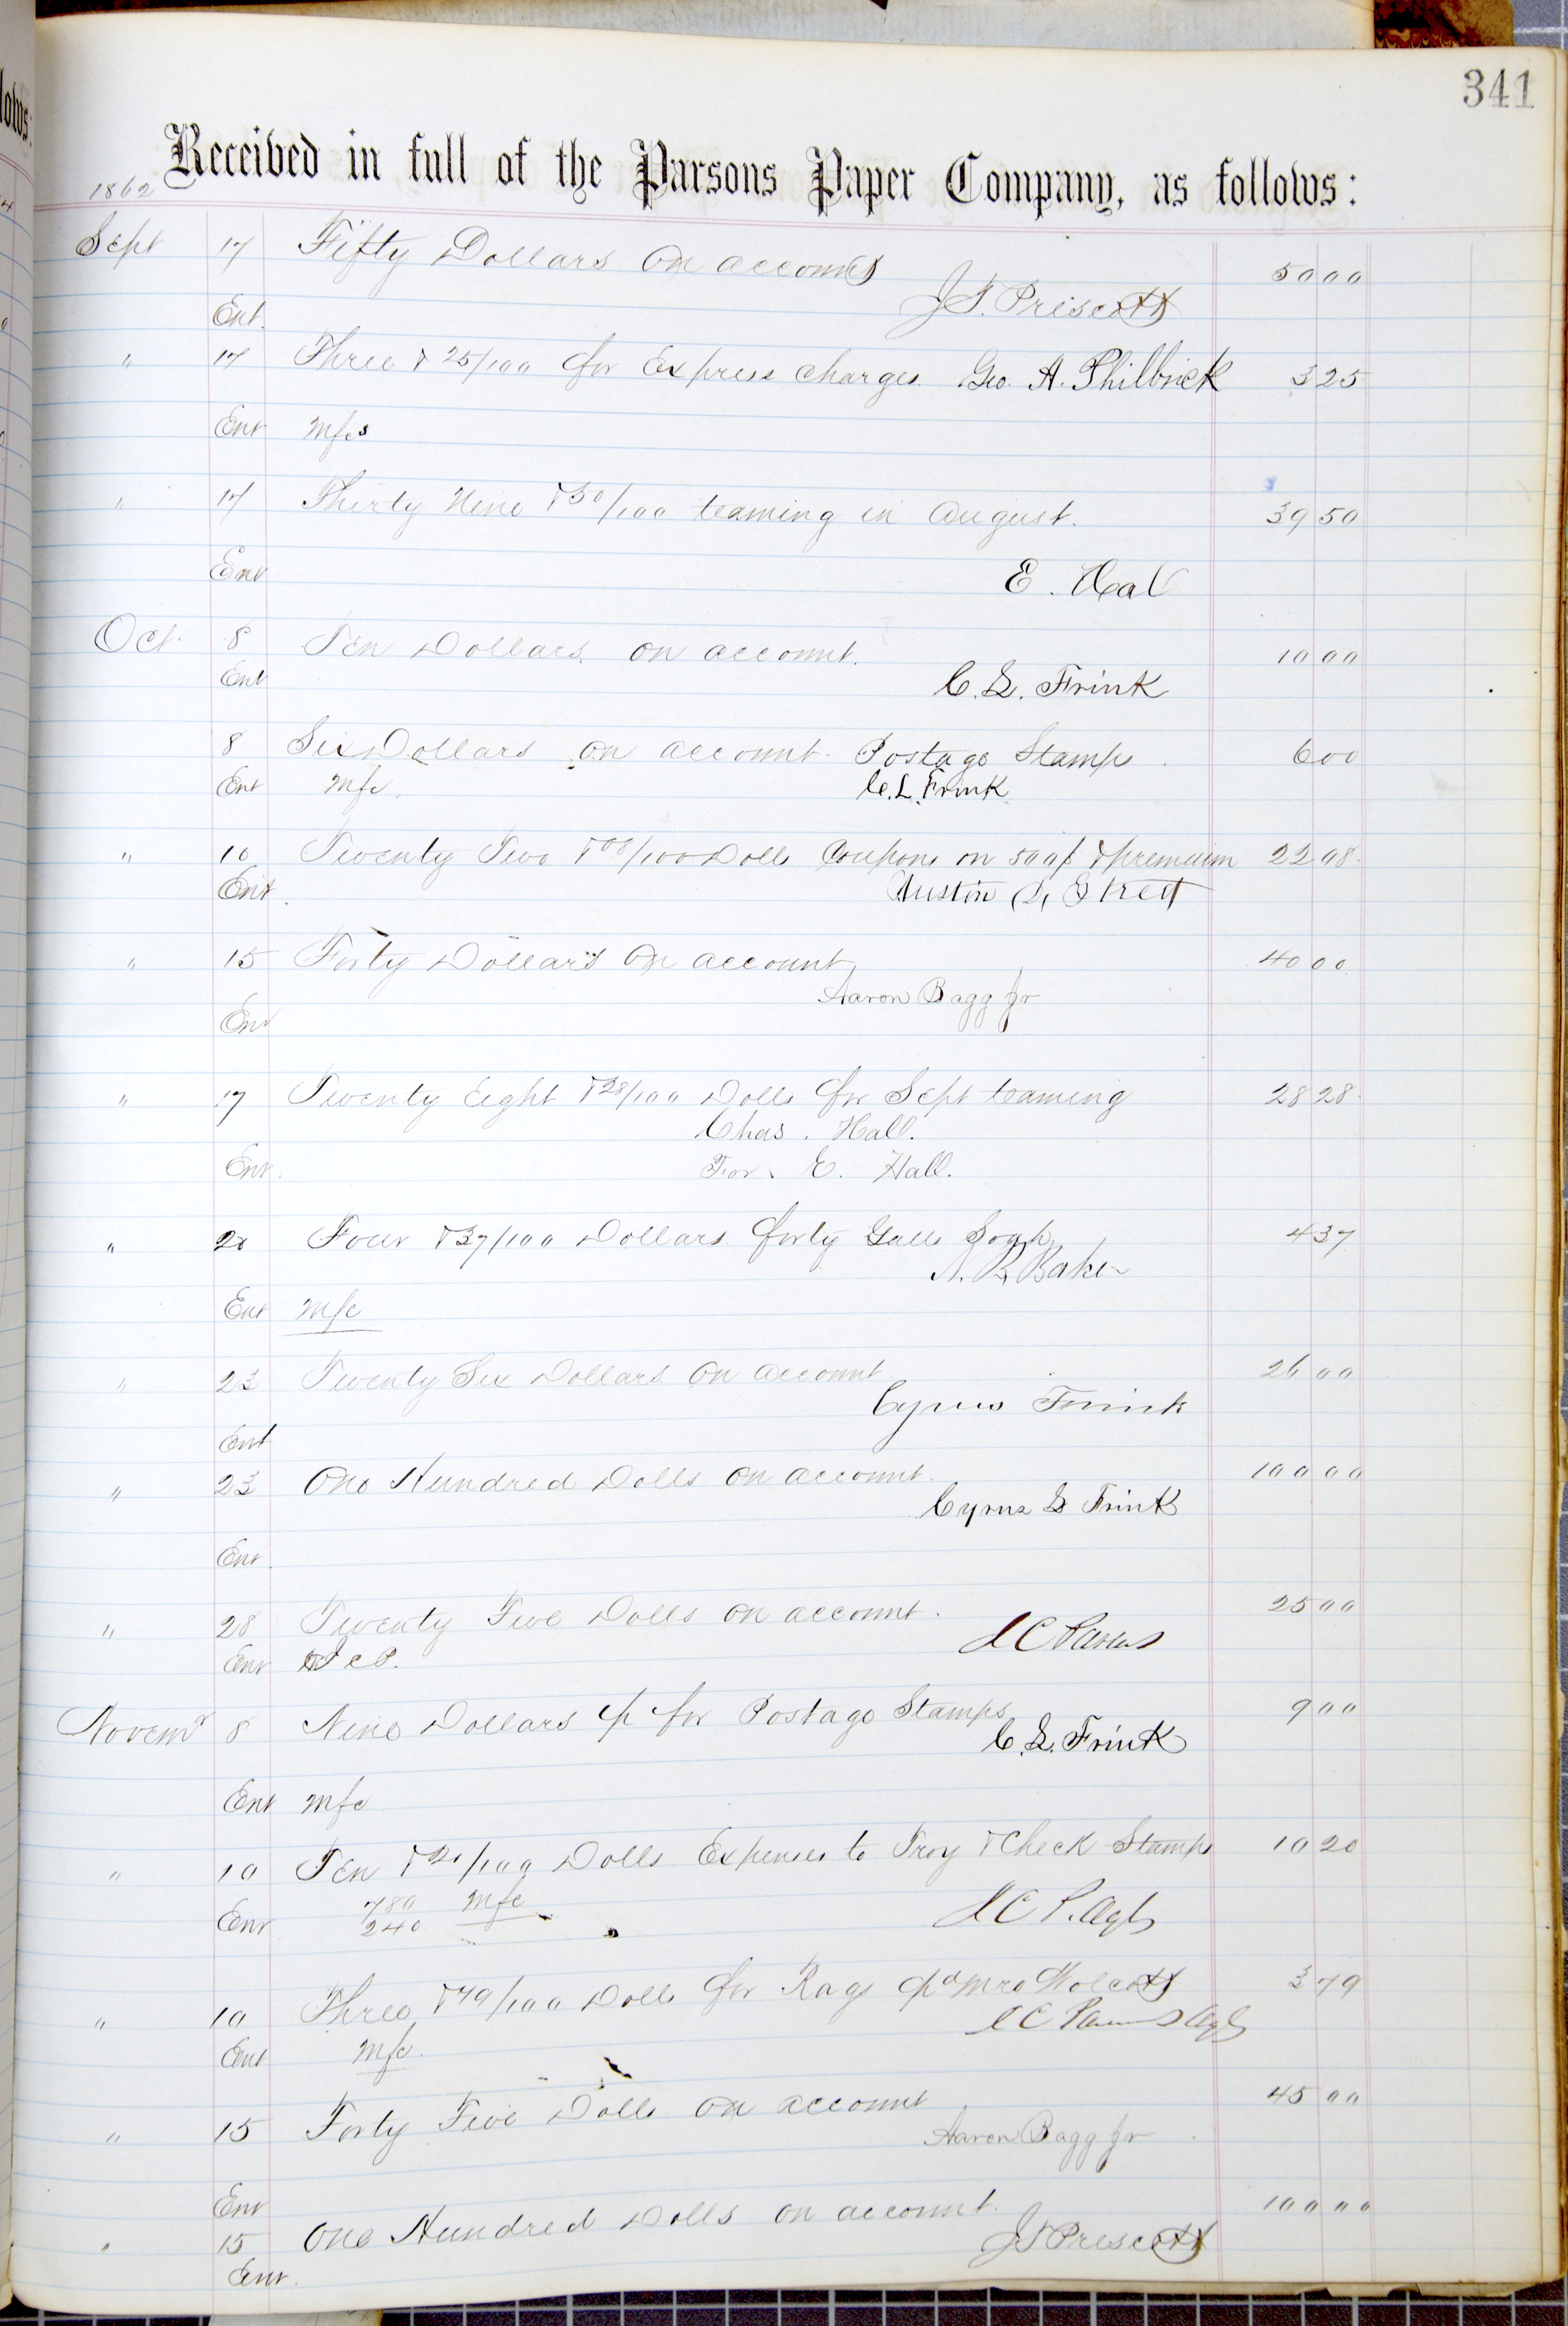 341
Received in full of the Parsons Paper Company, as follows:
1862
Sept 17 Fifty Dollars on account 50 00
J. T. Prescott
Ent.
" 17 Three & 25/100 for Express charges Geo. A. Philbrick 3 25
Ent Mfs
" 17 Thirty Nine & 50/100 teaming in August. 39 50
Ent E. Hal
Oct. 8 Ten Dollars on account. 10 00
Ent C. L. Frink
8 Six Dollars on account Postage Stamps 6 00
Ent Mfc. C. L. Frink
" 10 Twenty Two & 08/100 Dolls Coupons on 500$ & premium 22 08
Ent. Austin Street
" 15 Forty Dollars on account 40 00
Aaron Bagg Jr
Ent
" 17 Twenty Eight & 28/100 Dolls for Sept teaming 28 28
Chas. Hall.
Ent. For E. Hall.
" 20 Four & 37/100 Dollars forty Galls Soap 4 37
Baker
Ent Mfc
" 23 Twenty Six Dollars on account 26 00
Cyrus Frink
Ent
" 23 One Hundred Dolls on account. 100 00
Cyrus L Frink
Ent.
" 28 Twenty Five Dolls on account. 25 00
J C Parsons
Ent J C P.
Novemr 8 Nine Dollars for Postage Stamps 9 00
C. L. Frink
Ent Mfc
" 10 Ten & 20/100 Dolls Expenses to Troy & Check Stamps 10 20
780 Mfc
Ent 240 J C P. Agt
" 10 Three & 79/100 Dolls for Rags pd Mrs Wolcott 3 79
J C Parsons Agt
Ent Mfc.
" 15 Forty Five Dolls on account 45 00
Aaron Bagg Jr
Ent
" 15 One Hundred Dolls on account. 100 00
J T Prescott
Ent.